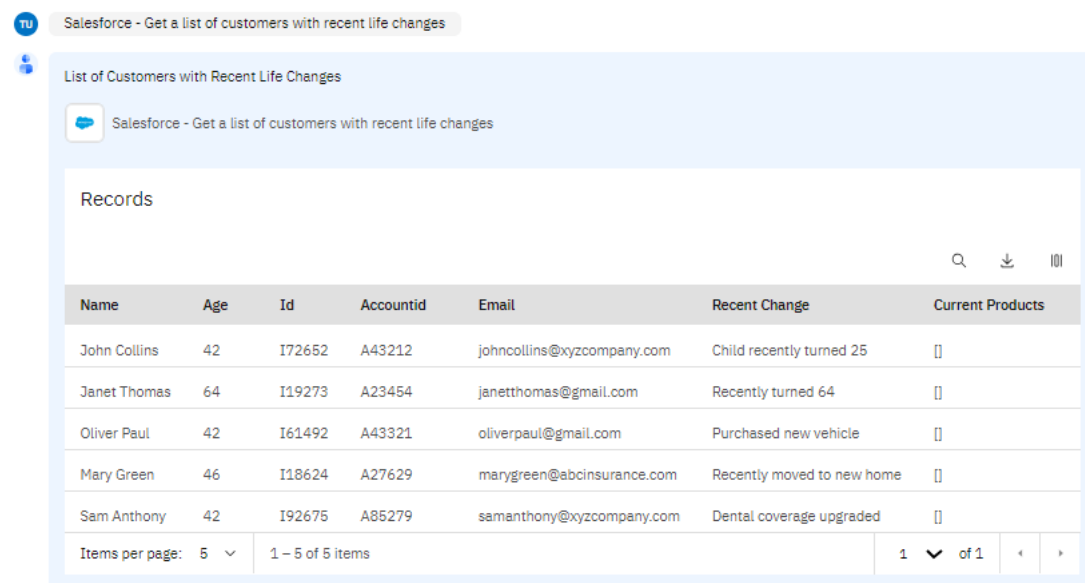 TU
Salesforce - Get a list of customers with recent life changes
List of Customers with Recent Life Changes
Salesforce - Get a list of customers with recent life changes
Records
Name Age Id Accountid Email Recent Change Current Products
John Collins 42 I72652 A43212 johncollins@xyzcompany.com Child recently turned 25 []
Janet Thomas 64 I19273 A23454 janetthomas@gmail.com Recently turned 64 []
Oliver Paul 42 I61492 A43321 oliverpaul@gmail.com Purchased new vehicle []
Mary Green 46 I18624 A27629 marygreen@abcinsurance.com Recently moved to new home []
Sam Anthony 42 I92675 A85279 samanthony@xyzcompany.com Dental coverage upgraded []
Items per page: 5 1 – 5 of 5 items 1 of 1